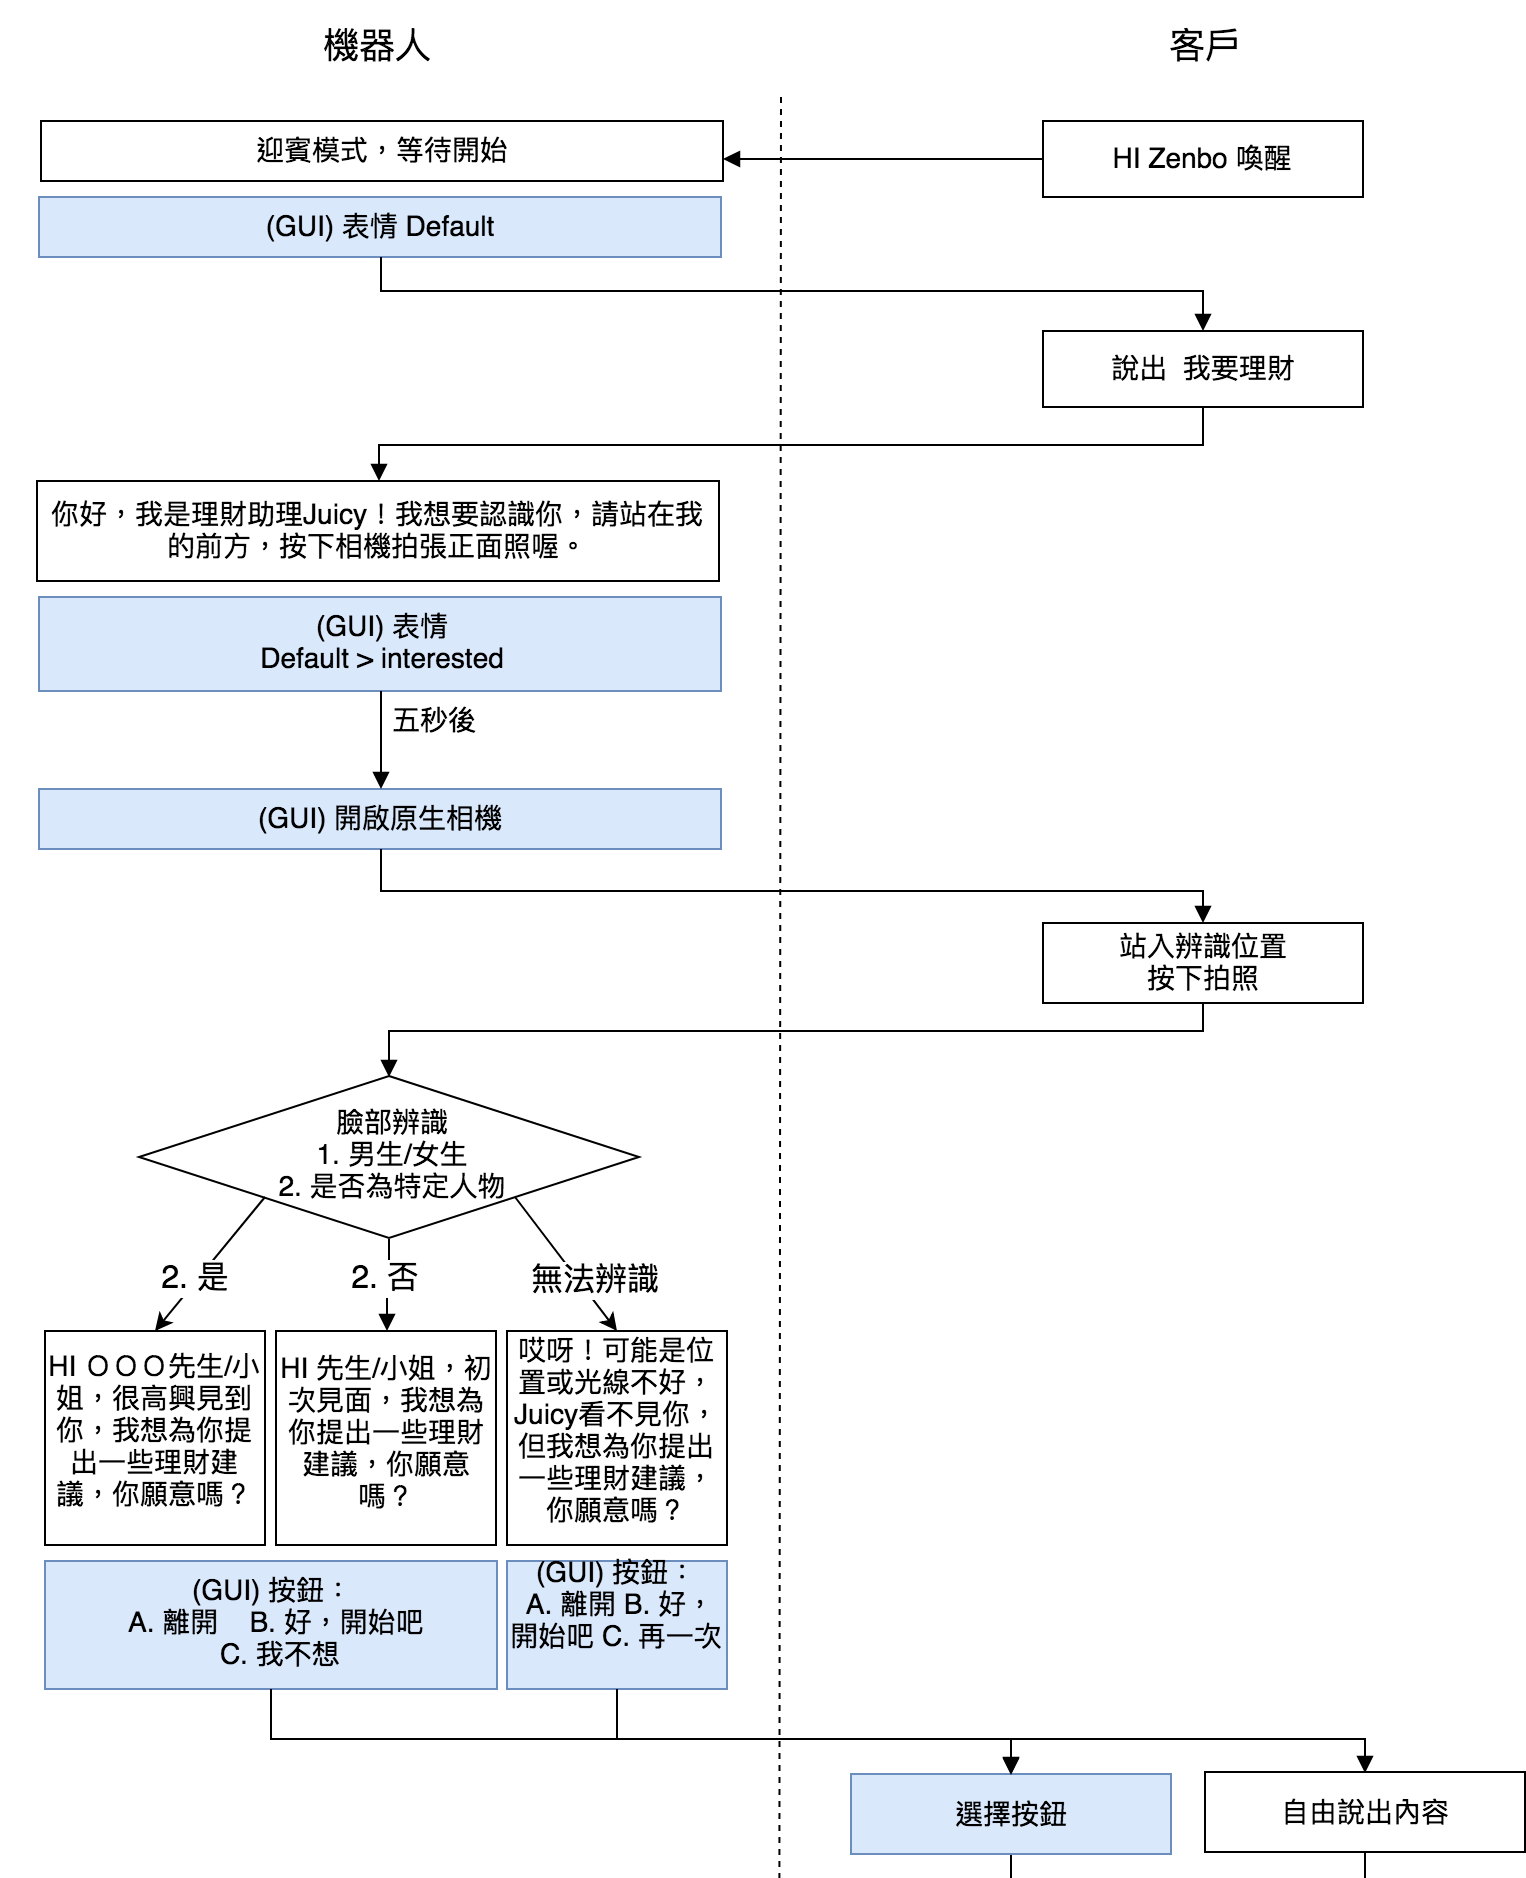 機器人
客戶
迎賓模式，等待開始
HI Zenbo 喚醒
(GUI) 表情 Default
說出 我要理財
你好，我是理財助理Juicy！我想要認識你，請站在我
的前方，按下相機拍張正面照喔。
(GUI) 表情
Default > interested
五秒後
(GUI) 開啟原生相機
站入辨識位置
按下拍照
臉部辨識
1. 男生/女生
2. 是否為特定人物
2. 是
2. 否
無法辨識
HI ＯＯＯ先生/小
姐，很高興見到
你，我想為你提
出一些理財建
議，你願意嗎？
HI 先生/小姐，初
次見面，我想為
你提出一些理財
建議，你願意
嗎？
哎呀！可能是位
置或光線不好，
Juicy看不見你，
但我想為你提出
一些理財建議，
你願意嗎？
(GUI) 按鈕：
A. 離開 B. 好，開始吧
C. 我不想
(GUI) 按鈕：
A. 離開 B. 好，
開始吧 C. 再一次
選擇按鈕
自由說出內容